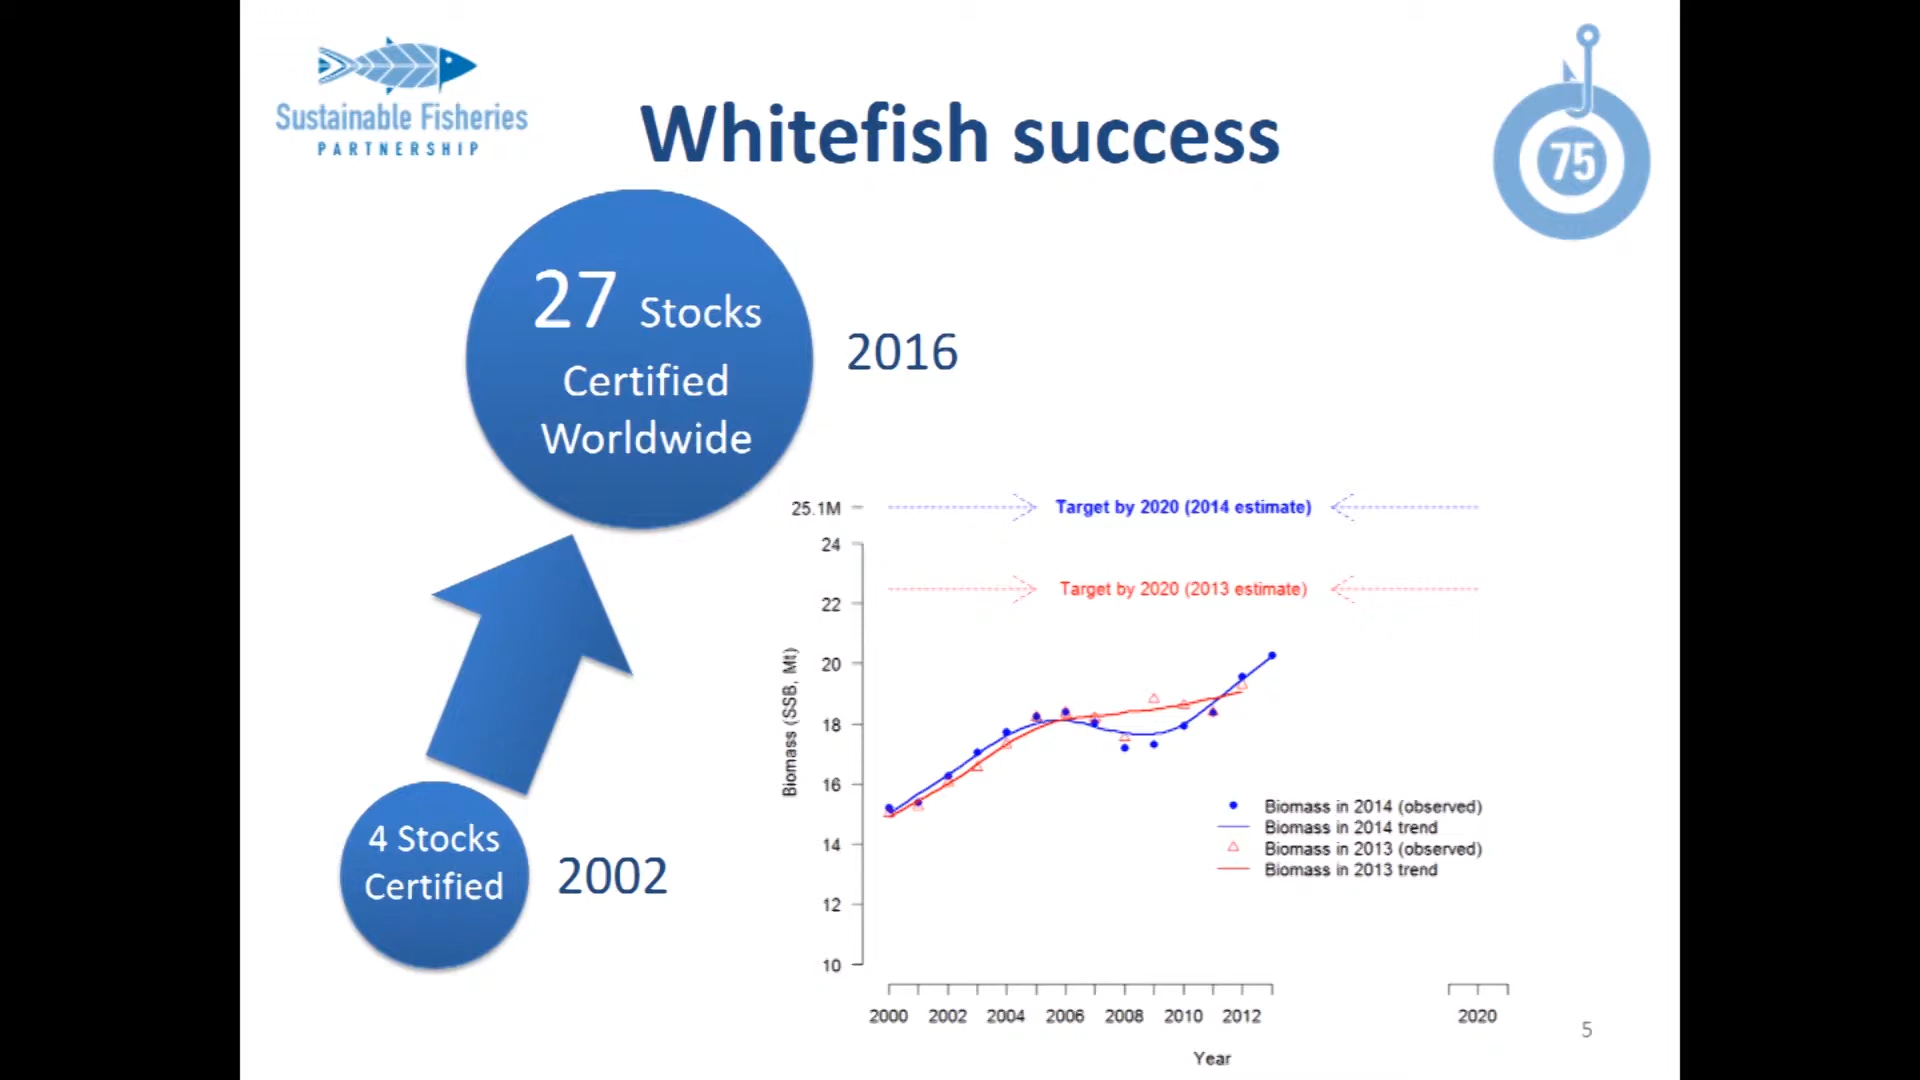 Sustainable Fisheries
PARTNERSHIP
Whitefish success
75
27 Stocks
Certified
Worldwide
2016
4 Stocks
Certified
2002
25.1M
Target by 2020 (2014 estimate)
24
Target by 2020 (2013 estimate)
22
20
18
16
14
12
10
Biomass (SSB, Mt)
Biomass in 2014 (observed)
Biomass in 2014 trend
Biomass in 2013 (observed)
Biomass in 2013 trend
2000 2002 2004 2006 2008 2010 2012 2020
Year
5